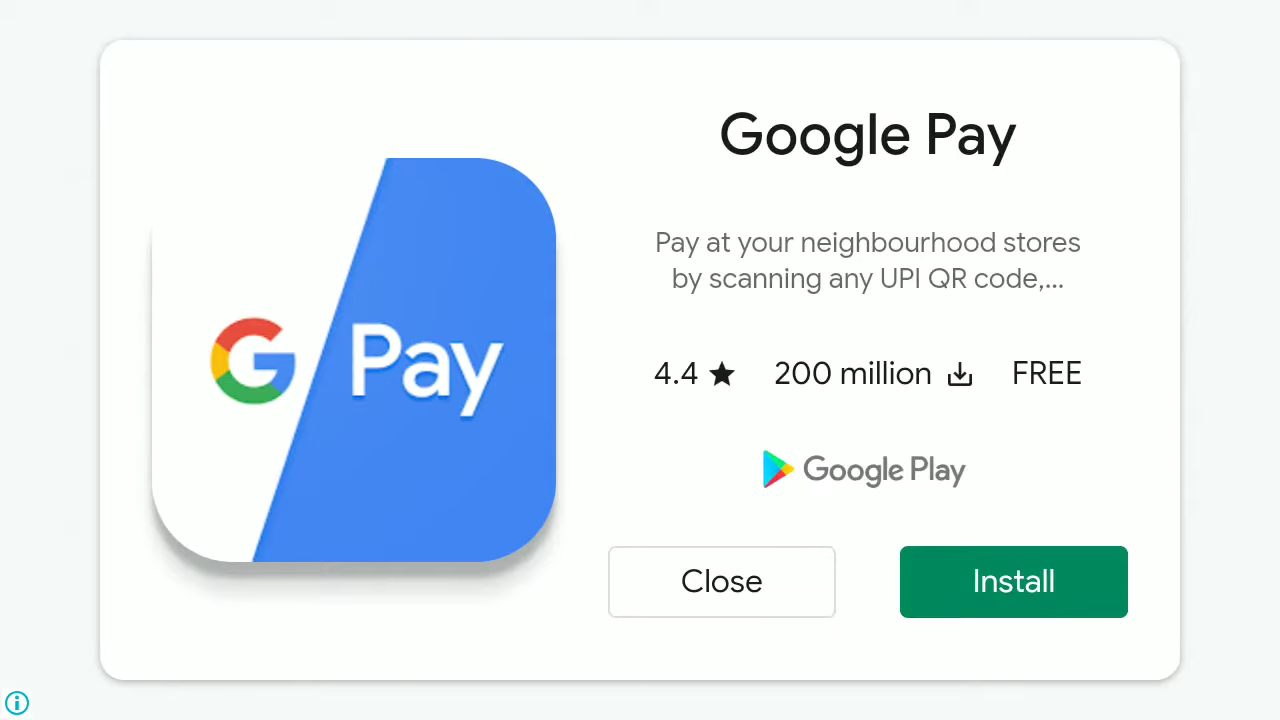 Google Pay
Pay at your neighbourhood stores
by scanning any UPI QR code,...
G Pay
4.4 ★ 200 million FREE
Google Play
Close Install